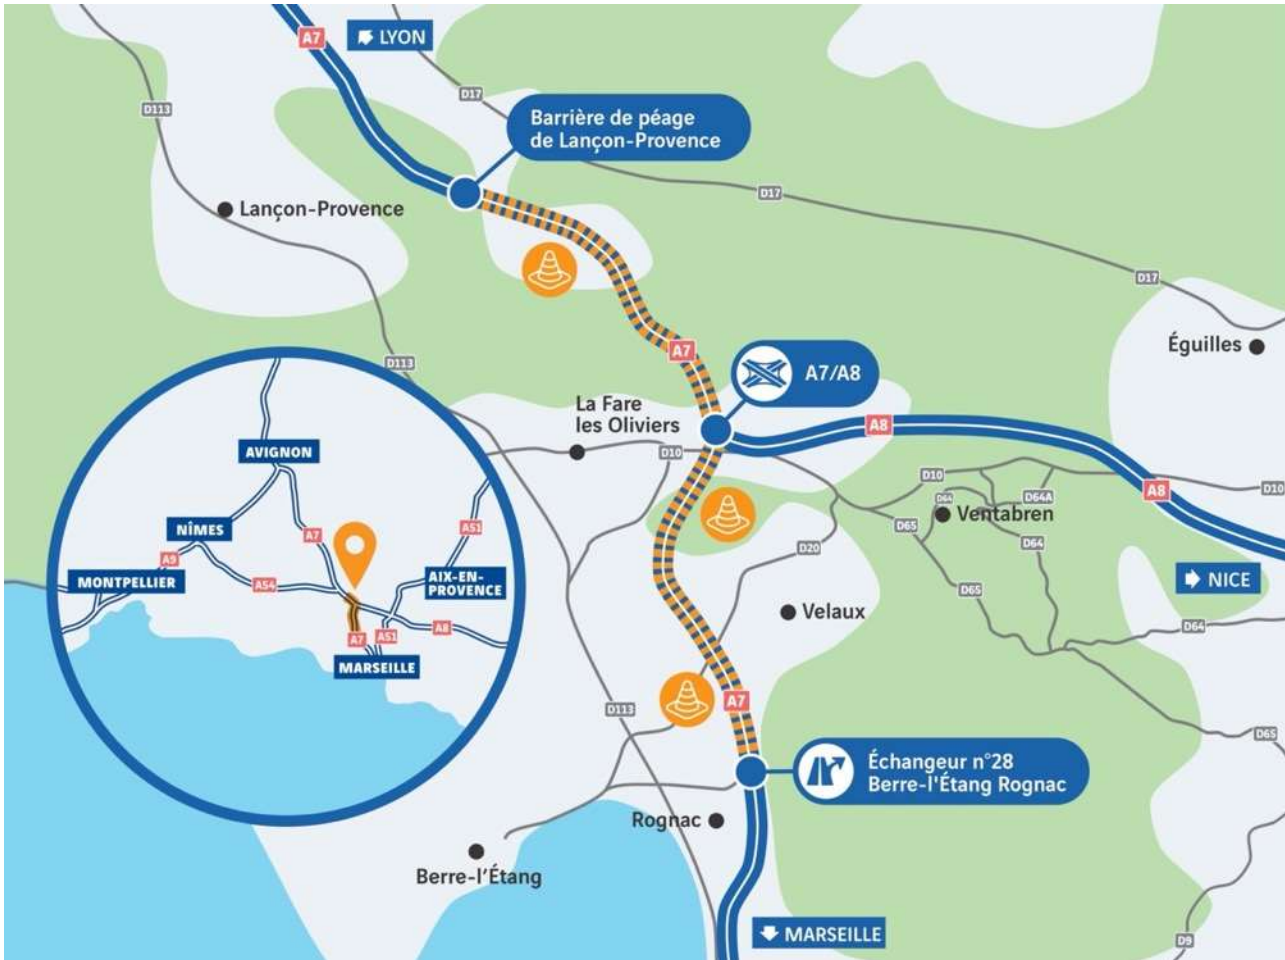 A7
LYON
D17
D113
Barrière de péage
de Lançon-Provence
D17
Lançon-Provence
D17
Éguilles
A7
D113
A7/A8
La Fare
les Oliviers
A8
D10
D10
D10
A8
D64
D64A
Ventabren
D65
D64
D20
NICE
D65
Velaux
D64
AVIGNON
NÎMES
A7
A51
A9
MONTPELLIER
A54
AIX-EN-
PROVENCE
A7
A51
A8
MARSEILLE
A7
D113
D65
Échangeur n°28
Berre-l'Étang Rognac
Rognac
Berre-l'Étang
MARSEILLE
D9